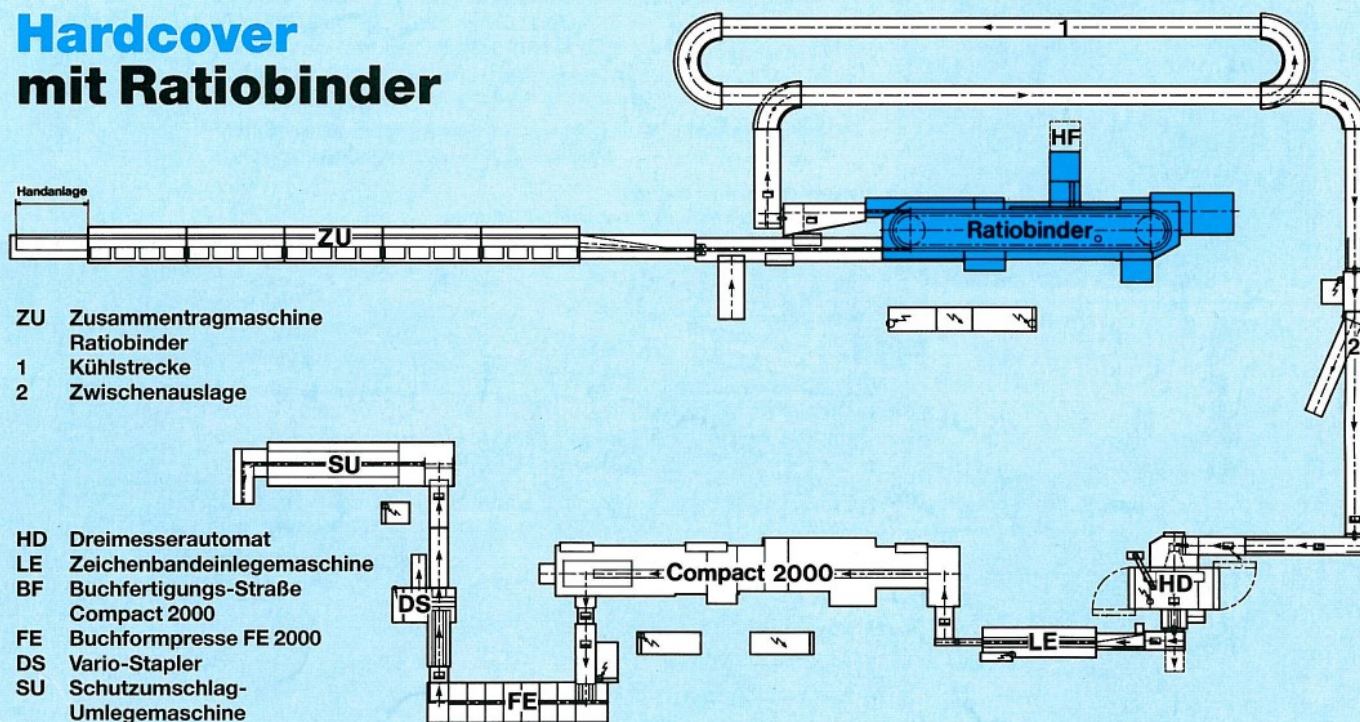 Hardcover
mit Ratiobinder
1
HF
Handanlage
ZU
Ratiobinder
ZU Zusammentragmaschine
Ratiobinder
1 Kühlstrecke
2 Zwischenauslage
2
SU
HD Dreimesserautomat
LE Zeichenbandeinlegemaschine
BF Buchfertigungs-Straße
Compact 2000
FE Buchformpresse FE 2000
DS Vario-Stapler
SU Schutzumschlag-
Umlegemaschine
Compact 2000
HD
DS
LE
FE